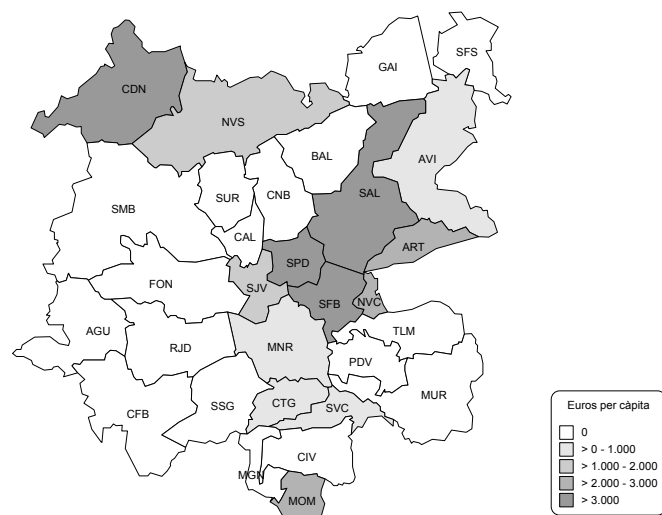 SFS
GAI
CDN
NVS
BAL
AVI
SMB
SUR
CNB
SAL
CAL
ART
SPD
FON
SJV
SFB
NVC
AGU
RJD
MNR
TLM
PDV
MUR
CFB
SSG
CTG
SVC
CIV
MGN
MOM
Euros per càpita
0
> 0 - 1.000
> 1.000 - 2.000
> 2.000 - 3.000
> 3.000